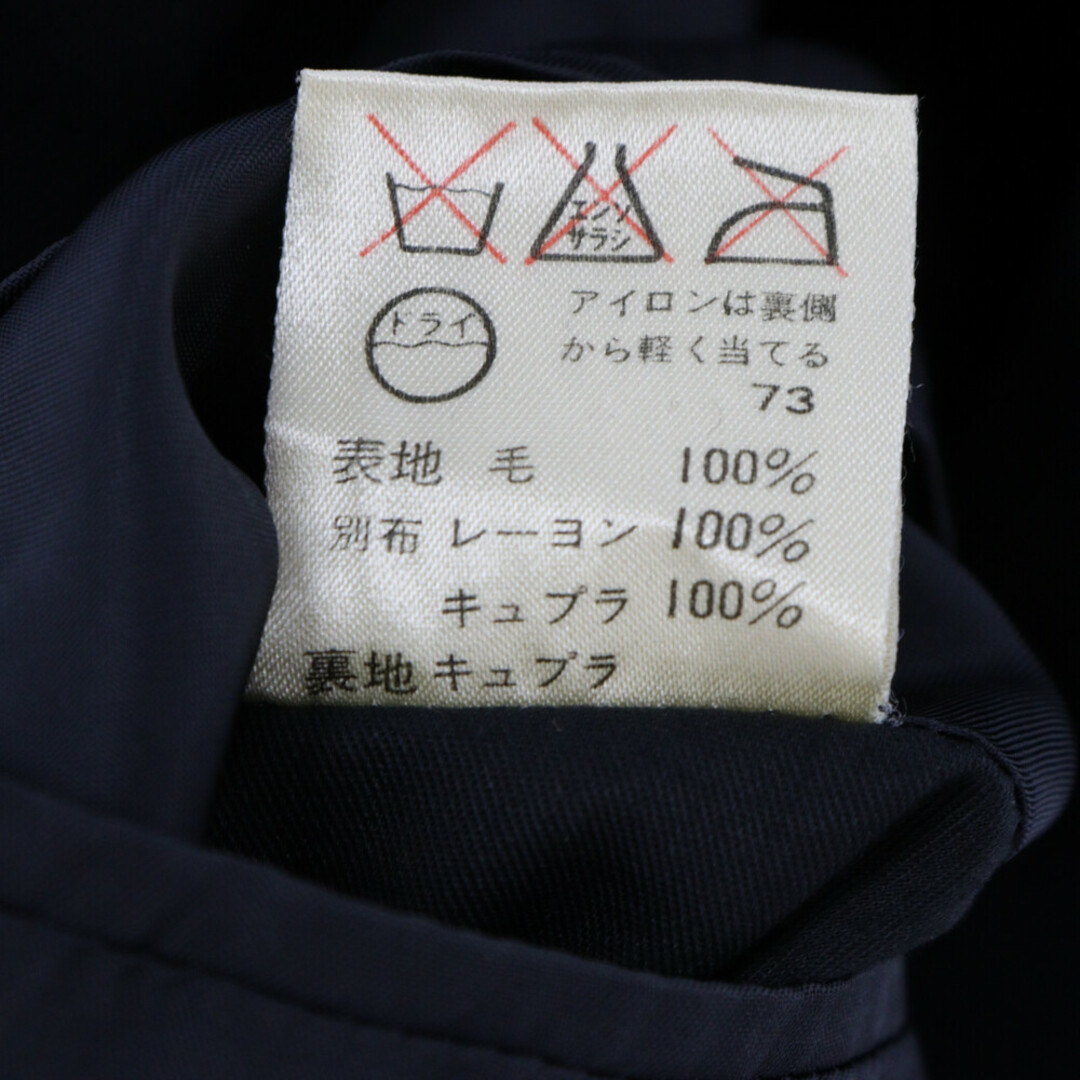 エンソ
サラシ
ドライ
アイロンは裏側
から軽く当てる
73
表地 毛 100%
別布 レーヨン 100%
キュプラ 100%
裏地 キュプラ